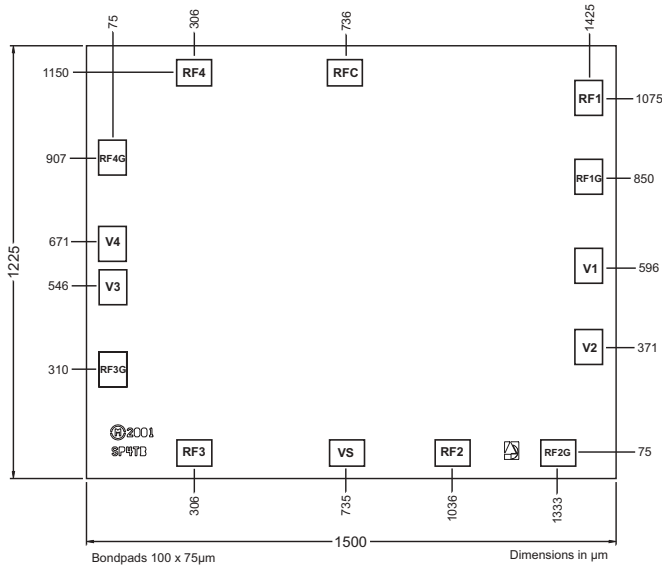 75
306
736
1425
1150
RF4
RFC
RF1
1075
907
RF4G
RF1G
850
671
V4
V1
596
546
V3
V2
371
310
RF3G
1225
2001
SP4TB
RF3
VS
RF2
RF2G
75
306
735
1036
1333
1500
Bondpads 100 x 75µm
Dimensions in µm